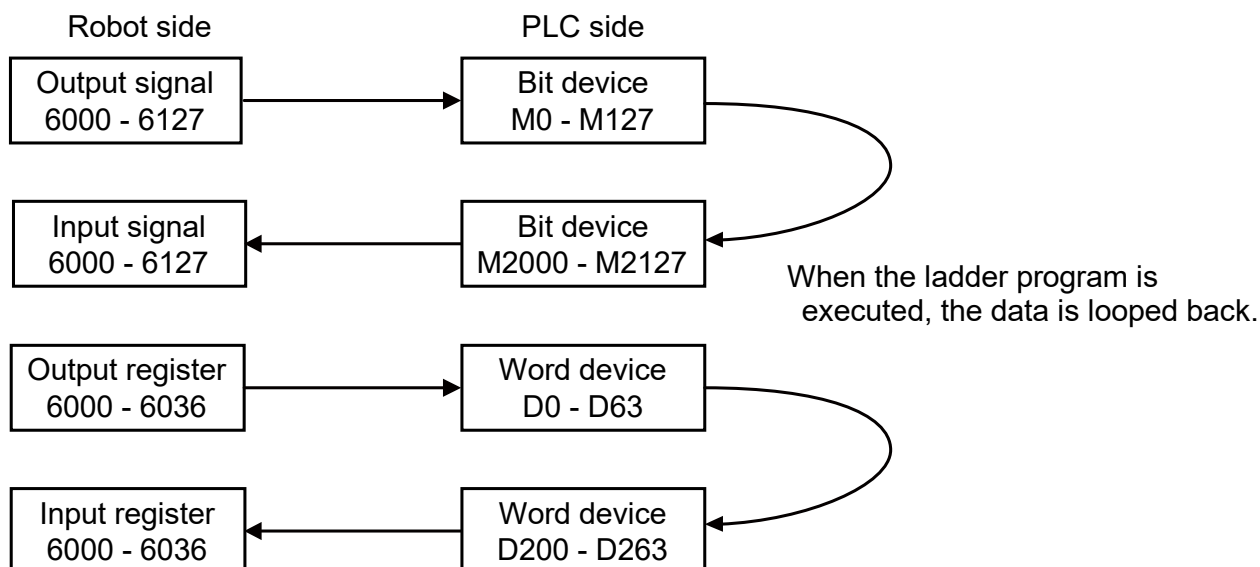 Robot side
PLC side
Output signal
6000 - 6127
Bit device
M0 - M127
Input signal
6000 - 6127
Bit device
M2000 - M2127
When the ladder program is
executed, the data is looped back.
Output register
6000 - 6036
Word device
D0 - D63
Input register
6000 - 6036
Word device
D200 - D263